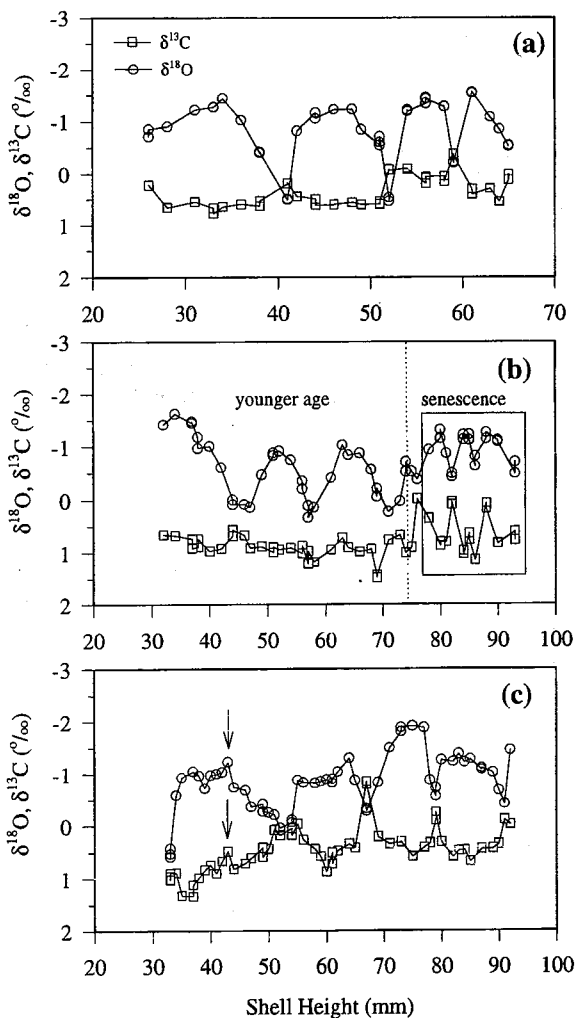 -3
(a)
δ¹³C
-2
δ¹⁸O
-1
0
1
2
δ¹⁸O, δ¹³C (º/oo)
20 30 40 50 60 70
-3
(b)
-2
younger age
senescence
-1
0
1
2
δ¹⁸O, δ¹³C (º/oo)
20 30 40 50 60 70 80 90 100
-3
(c)
-2
-1
0
1
2
δ¹⁸O, δ¹³C (º/oo)
20 30 40 50 60 70 80 90 100
Shell Height (mm)